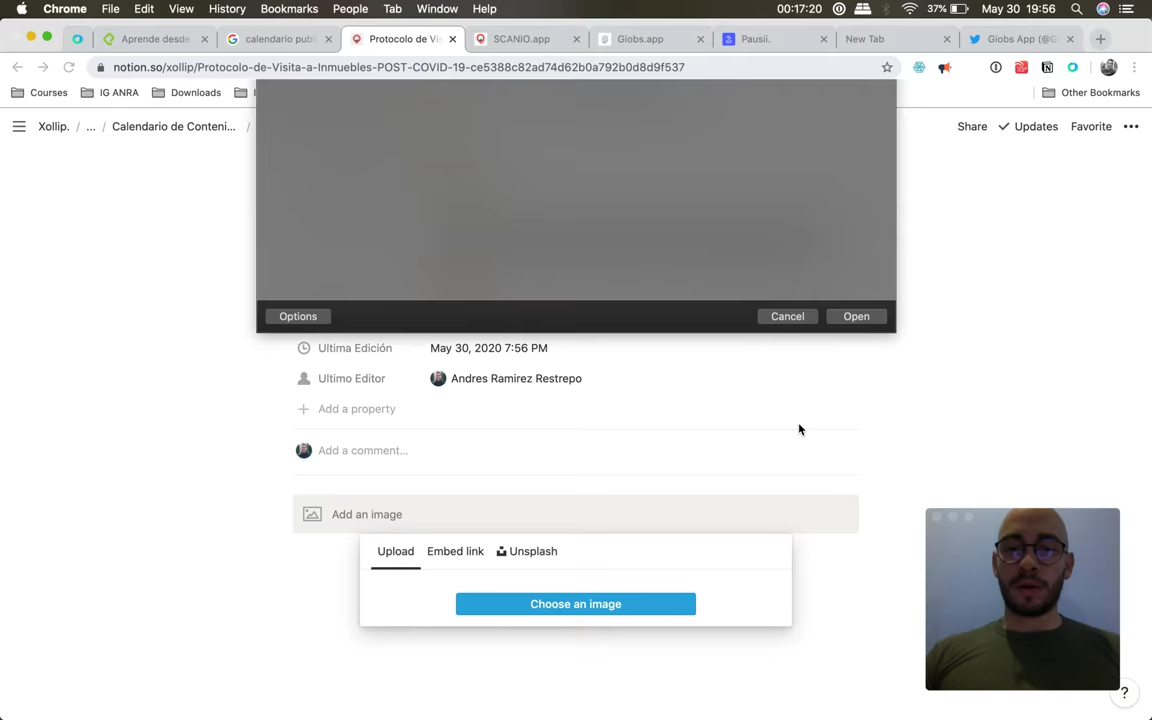 Chrome File Edit View History Bookmarks People Tab Window Help 00:17:20 37% May 30 19:56
Aprende desde calendario publ Protocolo de Vi SCANIO.app Giobs.app Pausii. New Tab Giobs App (@G
notion.so/xollip/Protocolo-de-Visita-a-Inmuebles-POST-COVID-19-ce5388c82ad74d62b0a792b0d8d9f537
Courses IG ANRA Downloads Other Bookmarks
Xollip. / ... / Calendario de Conteni... / Share Updates Favorite
Options Cancel Open
Ultima Edición May 30, 2020 7:56 PM
Ultimo Editor Andres Ramirez Restrepo
Add a property
Add a comment...
Add an image
Upload Embed link Unsplash
Choose an image
?